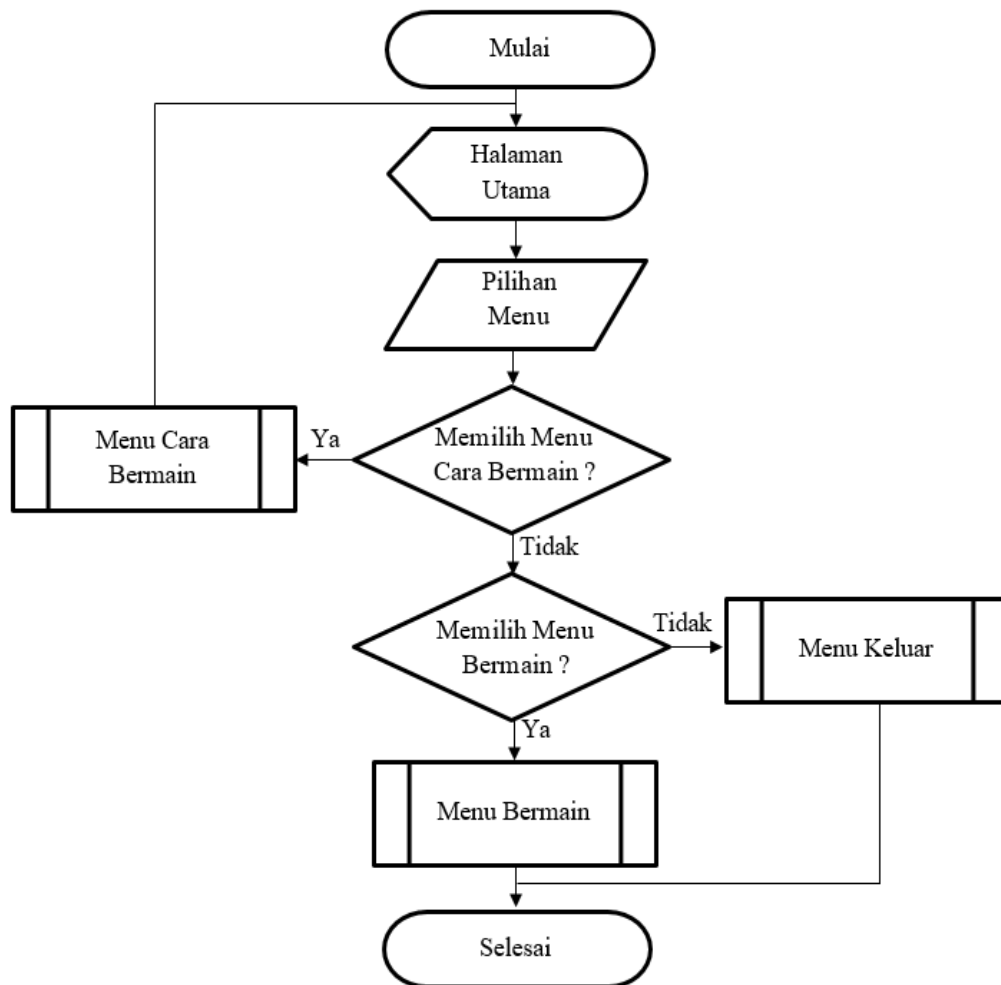 Mulai
Halaman
Utama
Pilihan
Menu
Memilih Menu
Cara Bermain ?
Ya
Menu Cara
Bermain
Tidak
Memilih Menu
Bermain ?
Tidak
Menu Keluar
Ya
Menu Bermain
Selesai